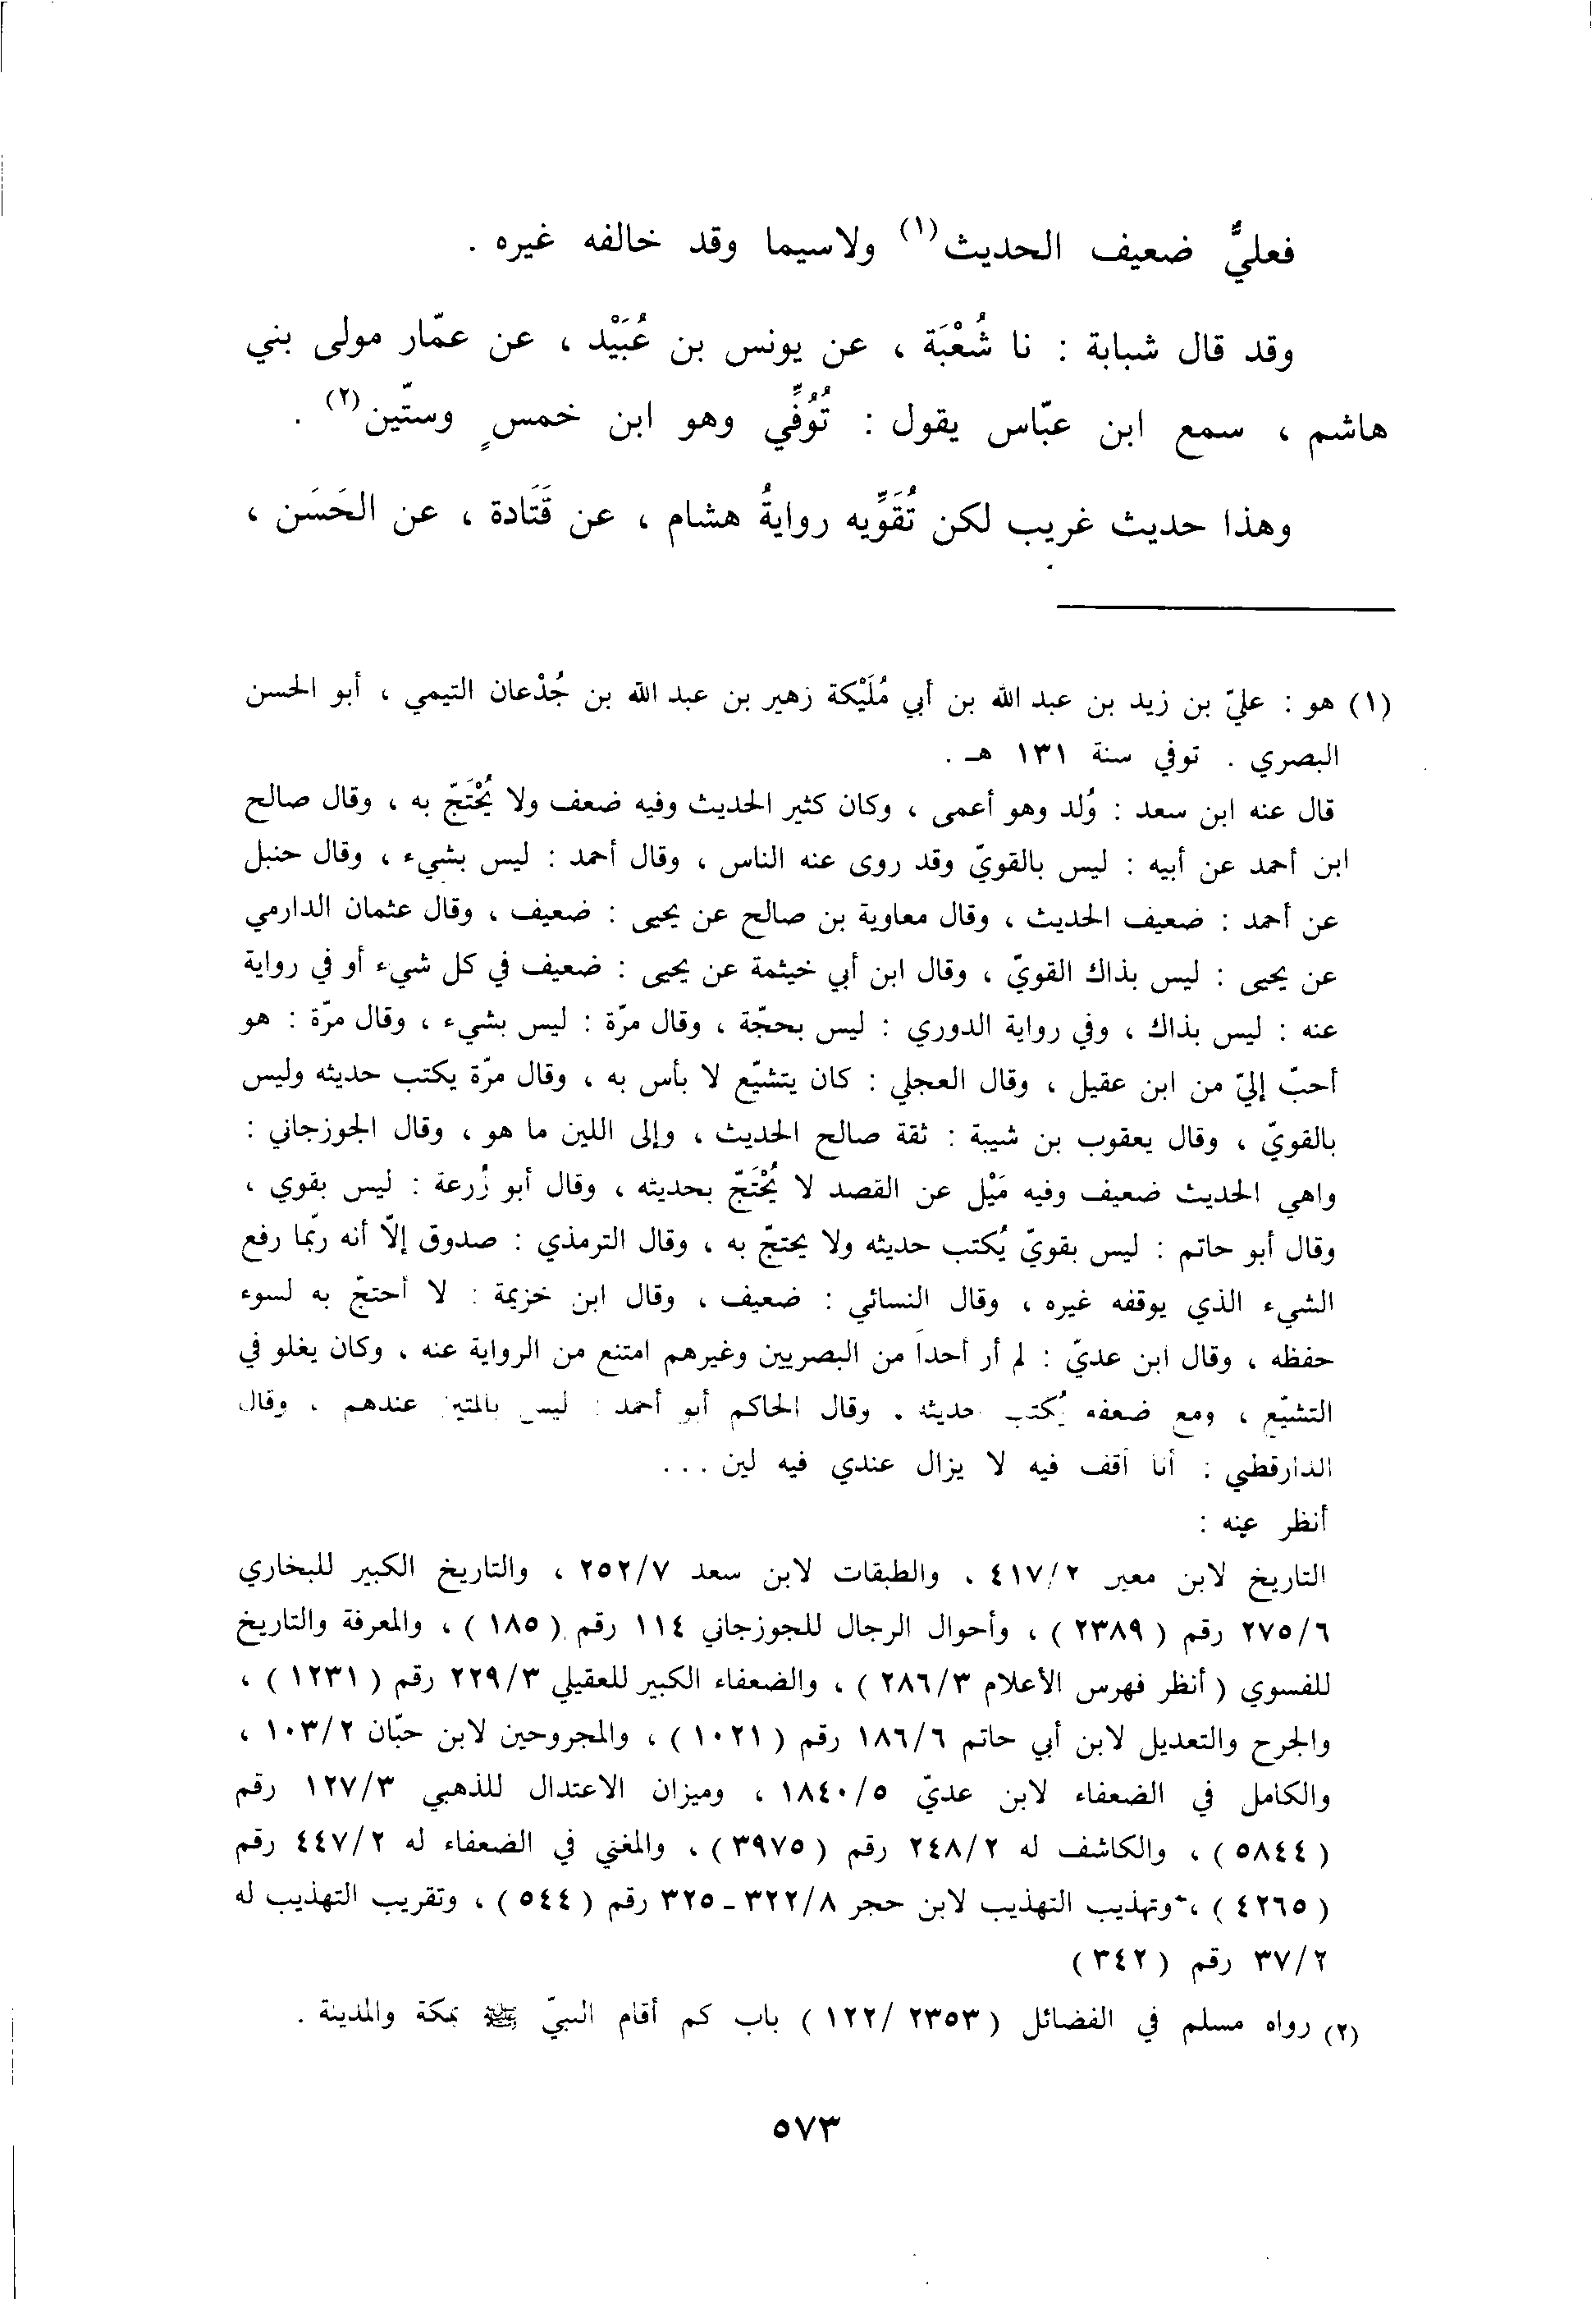 فعليٌّ ضعيف الحديث(١) ولاسيما وقد خالفه غيره .
وقد قال شبابة : نا شُعْبَة ، عن يونس بن عُبَيْد ، عن عمّار مولى بني
هاشم ، سمع ابن عبّاس يقول : تُوُفِّي وهو ابن خمسٍ وستّين(٢) .
وهذا حديث غريب لكن تُقَوِّيه روايةُ هشام ، عن قَتَادة ، عن الحَسَن ،
(١) هو : عليّ بن زيد بن عبد الله بن أبي مُلَيْكة زهير بن عبد الله بن جُدْعان التيمي ، أبو الحسن
البصري . توفي سنة ١٣١ هـ .
قال عنه ابن سعد : وُلد وهو أعمى ، وكان كثير الحديث وفيه ضعف ولا يُحْتَجّ به ، وقال صالح
ابن أحمد عن أبيه : ليس بالقويّ وقد روى عنه الناس ، وقال أحمد : ليس بشيء ، وقال حنبل
عن أحمد : ضعيف الحديث ، وقال معاوية بن صالح عن يحيى : ضعيف ، وقال عثمان الدارمي
عن يحيى : ليس بذاك القويّ ، وقال ابن أبي خيثمة عن يحيى : ضعيف في كل شيء أو في رواية
عنه : ليس بذاك ، وفي رواية الدوري : ليس بحجّة ، وقال مرّة : ليس بشيء ، وقال مرّة : هو
أحبّ إليّ من ابن عقيل ، وقال العجلي : كان يتشيّع لا بأس به ، وقال مرّة يكتب حديثه وليس
بالقويّ ، وقال يعقوب بن شيبة : ثقة صالح الحديث ، وإلى اللين ما هو ، وقال الجوزجاني :
واهي الحديث ضعيف وفيه مَيْل عن القصد لا يُحْتَجّ بحديثه ، وقال أبو زُرعة : ليس بقوي ،
وقال أبو حاتم : ليس بقويّ يُكتب حديثه ولا يحتجّ به ، وقال الترمذي : صدوق إلّا أنه ربّما رفع
الشيء الذي يوقفه غيره ، وقال النسائي : ضعيف ، وقال ابن خزيمة : لا أحتجّ به لسوء
حفظه ، وقال ابن عديّ : لم أر أحداً من البصريين وغيرهم امتنع من الرواية عنه ، وكان يغلو في
التشيّع ، ومع ضعفه يُكتب حديثه . وقال الحاكم أبو أحمد : ليس بالمتين عندهم ، وقال
الدارقطني : أنا أقف فيه لا يزال عندي فيه لين ...
أنظر عنه :
التاريخ لابن معين ٤١٧/٢ ، والطبقات لابن سعد ٢٥٢/٧ ، والتاريخ الكبير للبخاري
٢٧٥/٦ رقم ( ٢٣٨٩ ) ، وأحوال الرجال للجوزجاني ١١٤ رقم ( ١٨٥ ) ، والمعرفة والتاريخ
للفسوي ( أنظر فهرس الأعلام ٢٨٦/٣ ) ، والضعفاء الكبير للعقيلي ٢٢٩/٣ رقم ( ١٢٣١ ) ،
والجرح والتعديل لابن أبي حاتم ١٨٦/٦ رقم ( ١٠٢١ ) ، والمجروحين لابن حبّان ١٠٣/٢ ،
والكامل في الضعفاء لابن عديّ ١٨٤٠/٥ ، وميزان الاعتدال للذهبي ١٢٧/٣ رقم
( ٥٨٤٤ ) ، والكاشف له ٢٤٨/٢ رقم ( ٣٩٧٥ ) ، والمغني في الضعفاء له ٤٤٧/٢ رقم
( ٤٢٦٥ ) ، وتهذيب التهذيب لابن حجر ٣٢٢/٨ - ٣٢٥ رقم ( ٥٤٤ ) ، وتقريب التهذيب له
٣٧/٢ رقم ( ٣٤٢ )
(٢) رواه مسلم في الفضائل ( ٢٣٥٣ /١٢٢ ) باب كم أقام النبيّ ﷺ بمكة والمدينة .
٥٧٣